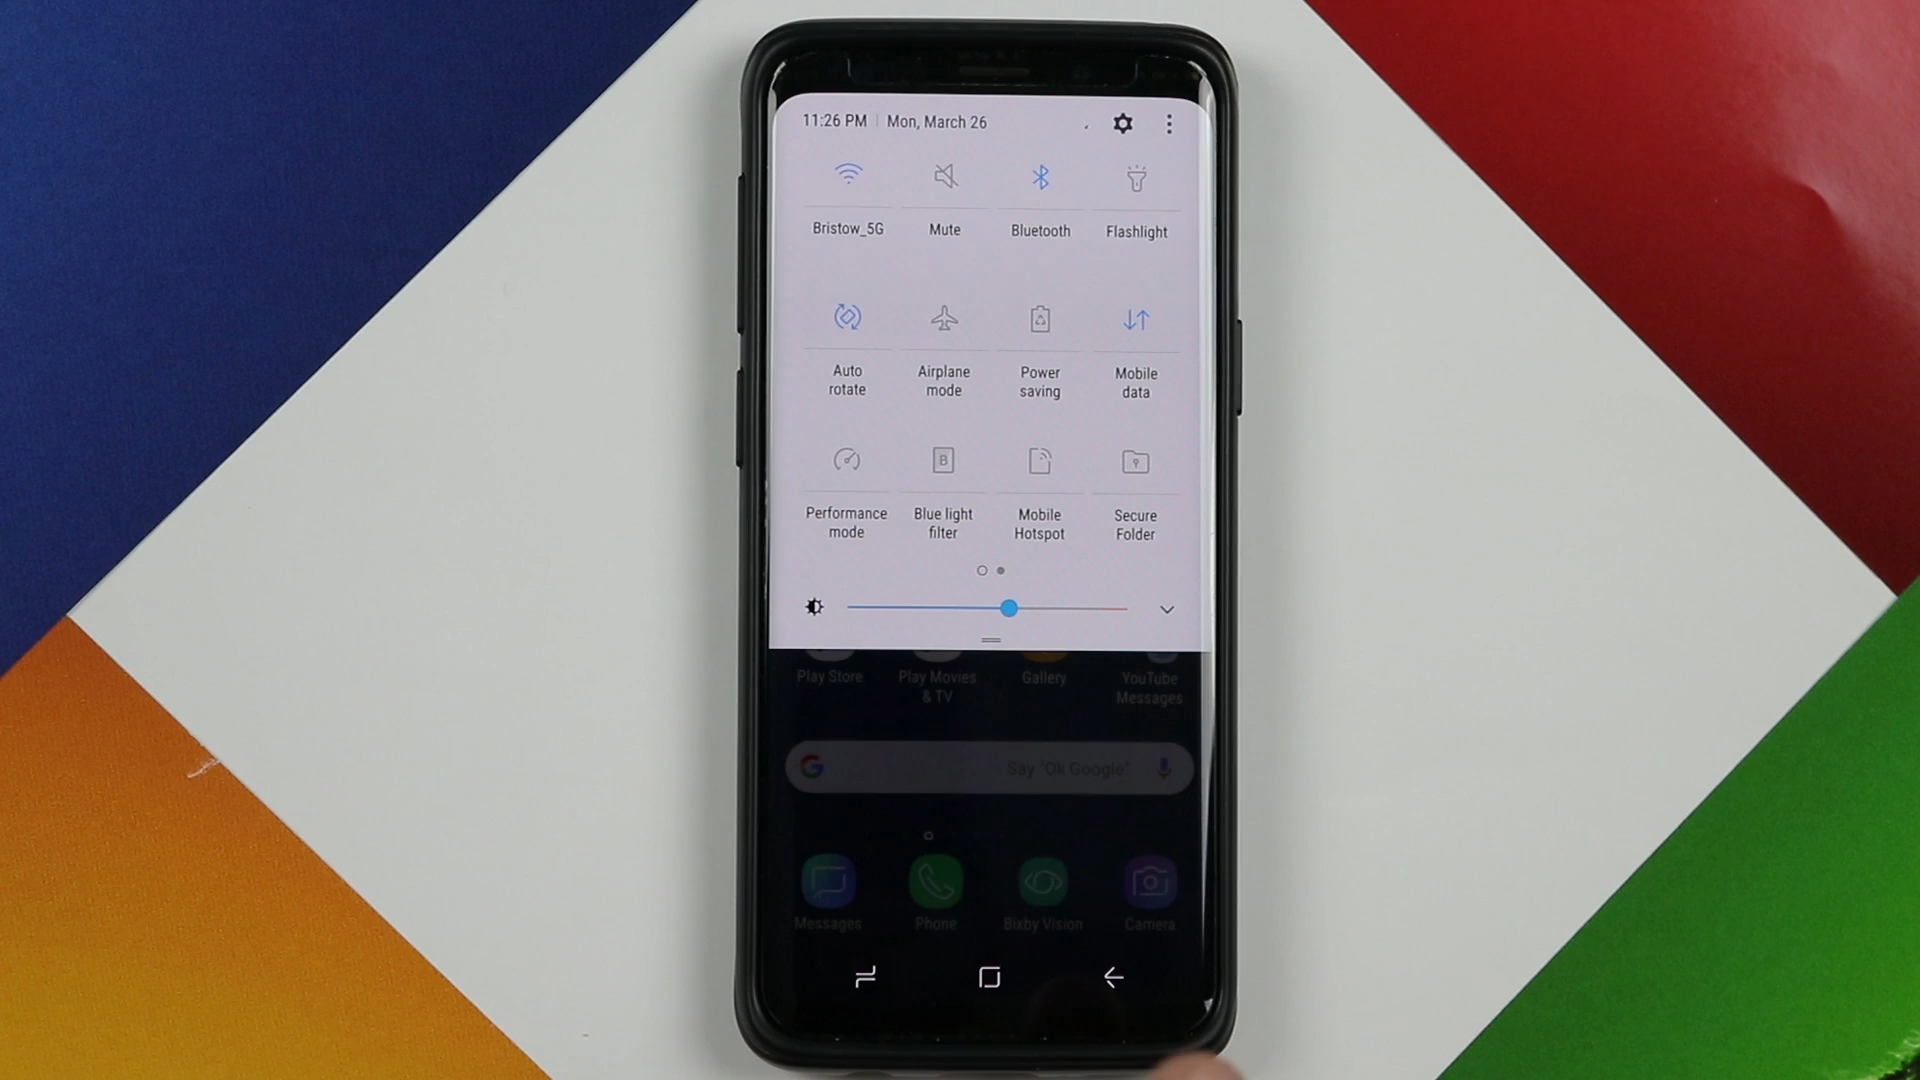 11:26 PM | Mon, March 26
Bristow_5G Mute Bluetooth Flashlight
Auto rotate
Airplane mode
Power saving
Mobile data
Performance mode
B
Blue light filter
Mobile Hotspot
Secure Folder
Play Store
Play Movies & TV
Gallery
YouTube
Messages
G Say "Ok Google"
Messages Phone Bixby Vision Camera